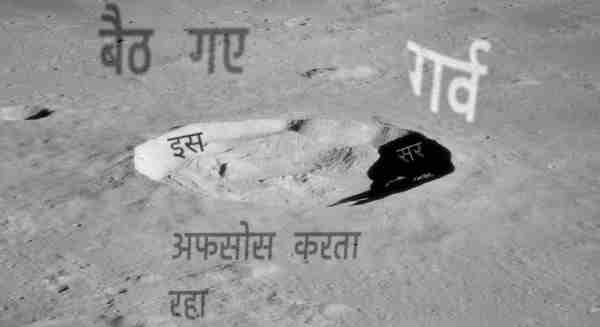 बैठ गए
गर्व
इस
सर
अफसोस करता
रहा